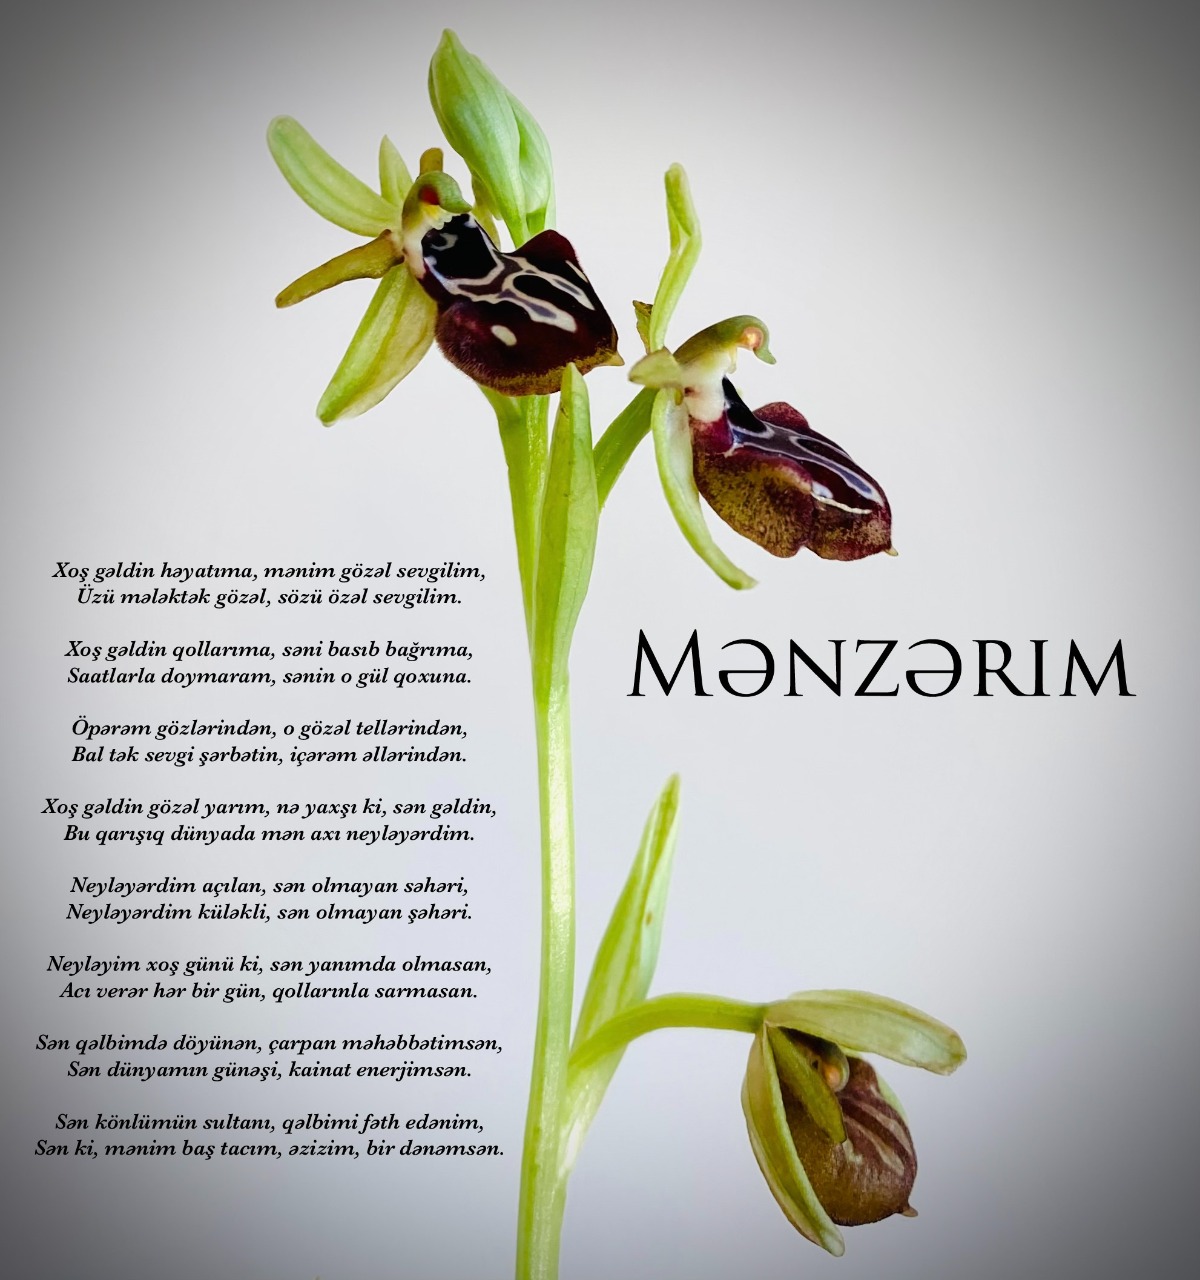 Xoş gəldin həyatıma, mənim gözəl sevgilim,
Üzü mələktək gözəl, sözü özəl sevgilim.
Xoş gəldin qollarıma, səni basıb bağrıma,
Saatlarla doymaram, sənin o gül qoxuna.
Öpərəm gözlərindən, o gözəl tellərindən,
Bal tək sevgi şərbətin, içərəm əllərindən.
Xoş gəldin gözəl yarım, nə yaxşı ki, sən gəldin,
Bu qarışıq dünyada mən axı neyləyərdim.
Neyləyərdim açılan, sən olmayan səhəri,
Neyləyərdim küləkli, sən olmayan şəhəri.
Neyləyim xoş günü ki, sən yanımda olmasan,
Acı verər hər bir gün, qollarınla sarmasan.
Sən qəlbimdə döyünən, çarpan məhəbbətimsən,
Sən dünyamın günəşi, kainat enerjimsən.
Sən könlümün sultanı, qəlbimi fəth edənim,
Sən ki, mənim baş tacım, əzizim, bir dənəmsən.
MƏNZƏRIM